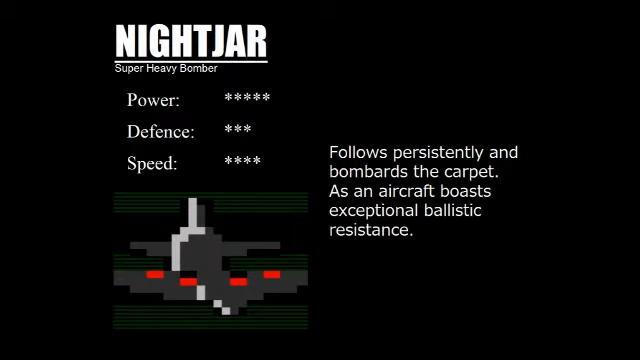 NIGHTJAR
Super Heavy Bomber
Power: *****
Defence: ***
Speed: ****
Follows persistently and
bombards the carpet.
As an aircraft boasts
exceptional ballistic
resistance.